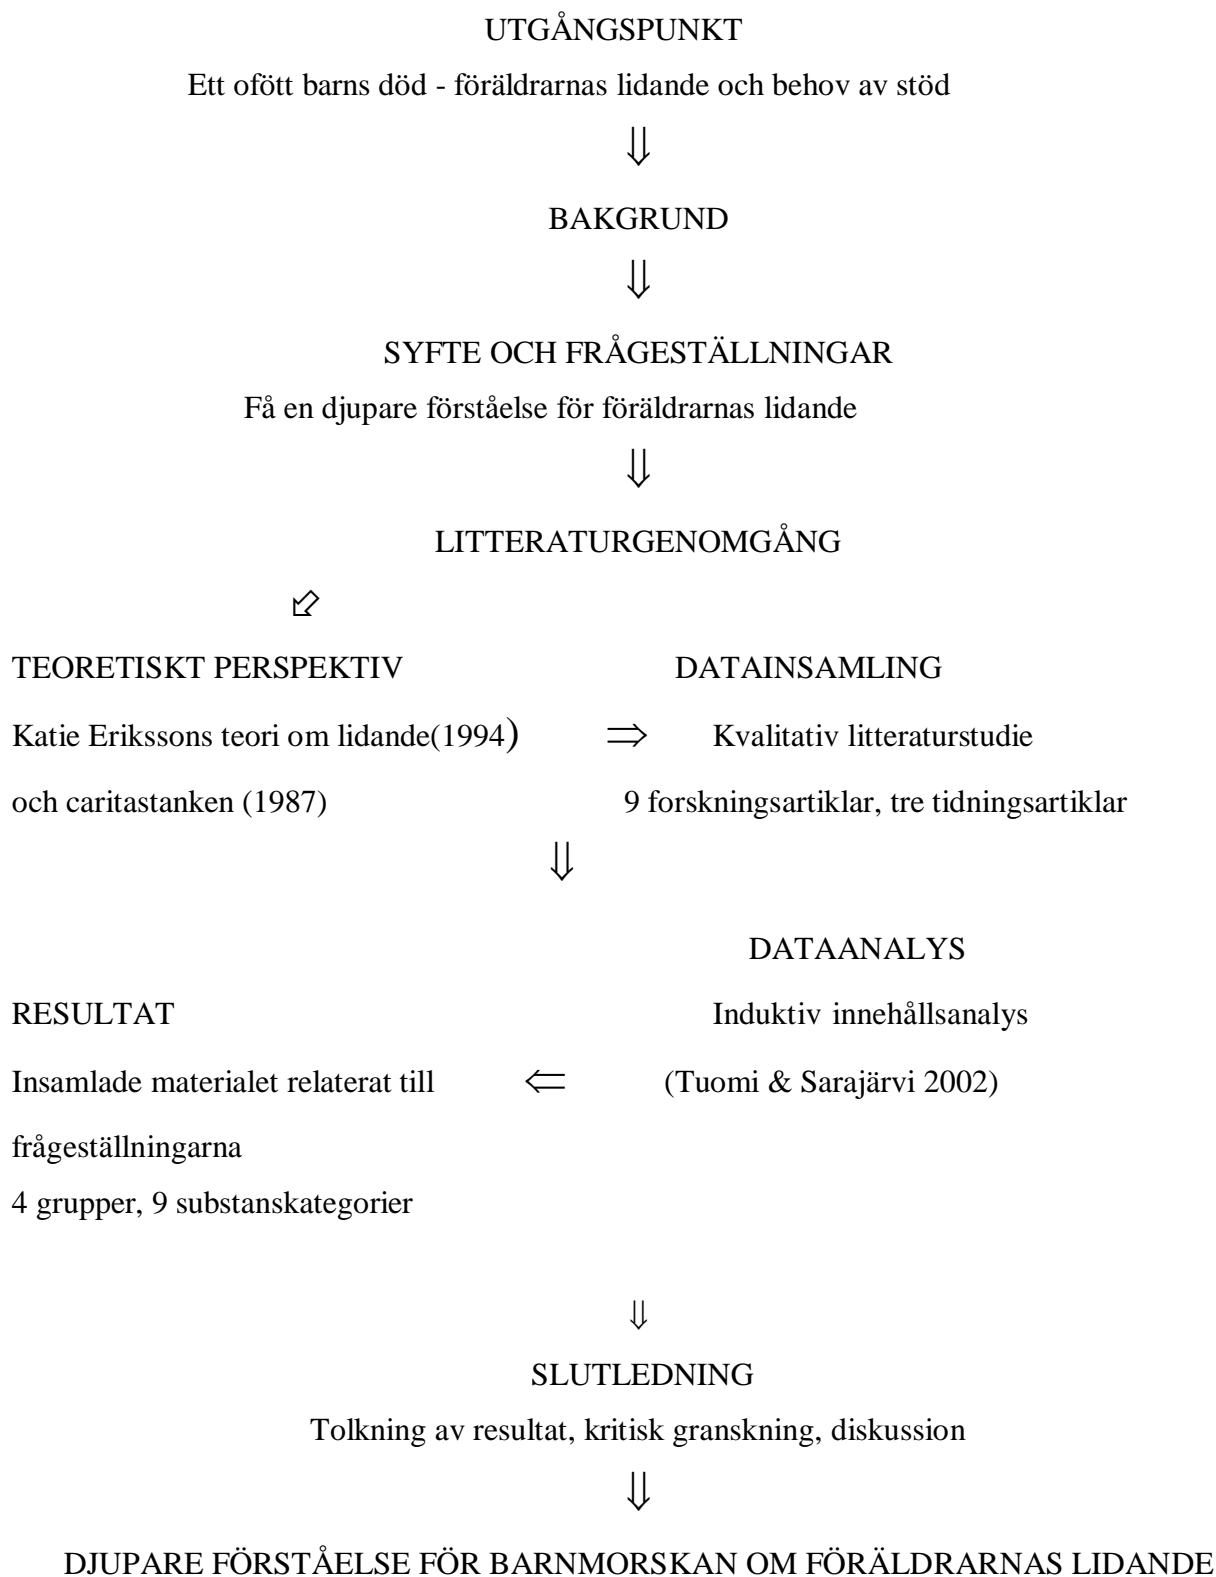 UTGÅNGSPUNKT
Ett ofött barns död - föräldrarnas lidande och behov av stöd
⇓
BAKGRUND
⇓
SYFTE OCH FRÅGESTÄLLNINGAR
Få en djupare förståelse för föräldrarnas lidande
⇓
LITTERATURGENOMGÅNG
⬃
TEORETISKT PERSPEKTIV DATAINSAMLING
Katie Erikssons teori om lidande(1994) ⇒ Kvalitativ litteraturstudie
och caritastanken (1987) 9 forskningsartiklar, tre tidningsartiklar
⇓
DATAANALYS
RESULTAT Induktiv innehållsanalys
Insamlade materialet relaterat till ⇐ (Tuomi & Sarajärvi 2002)
frågeställningarna
4 grupper, 9 substanskategorier
⇓
SLUTLEDNING
Tolkning av resultat, kritisk granskning, diskussion
⇓
DJUPARE FÖRSTÅELSE FÖR BARNMORSKAN OM FÖRÄLDRARNAS LIDANDE